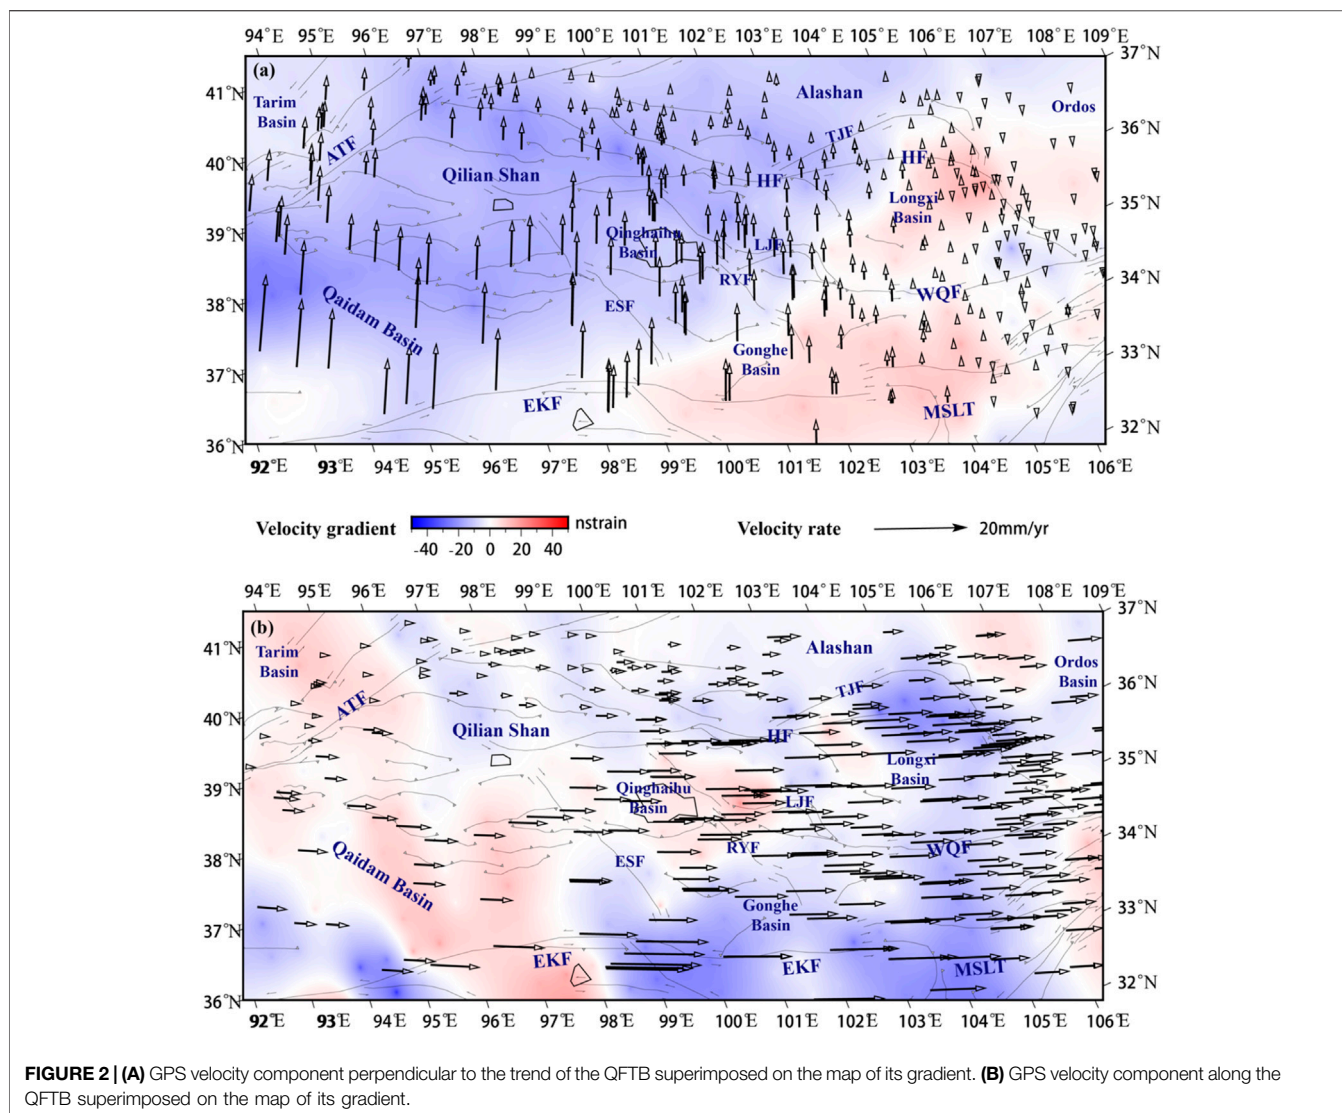 94°E 95°E 96°E 97°E 98°E 99°E 100°E 101°E 102°E 103°E 104°E 105°E 106°E 107°E 108°E 109°E
37°N
(a)
Alashan
41°N
Tarim
Basin
Ordos
36°N
TJF
ATF
40°N
HF
Qilian Shan
HF
Longxi
Basin
35°N
39°N
Qinghaihu
Basin
LJF
RYF
34°N
Qaidam Basin
WQF
38°N
ESF
Gonghe
Basin
33°N
37°N
EKF
MSLT
32°N
36°N
92°E 93°E 94°E 95°E 96°E 97°E 98°E 99°E 100°E 101°E 102°E 103°E 104°E 105°E 106°E
Velocity gradient
nstrain
-40 -20 0 20 40
Velocity rate
20mm/yr
94°E 95°E 96°E 97°E 98°E 99°E 100°E 101°E 102°E 103°E 104°E 105°E 106°E 107°E 108°E 109°E
37°N
(b)
41°N
Tarim
Basin
Alashan
Ordos
Basin
36°N
TJF
ATF
40°N
Qilian Shan
HF
35°N
Longxi
Basin
39°N
Qinghaihu
Basin
LJF
34°N
RYF
WQF
Qaidam Basin
38°N
ESF
Gonghe
Basin
33°N
37°N
EKF
EKF
MSLT
32°N
36°N
92°E 93°E 94°E 95°E 96°E 97°E 98°E 99°E 100°E 101°E 102°E 103°E 104°E 105°E 106°E
FIGURE 2 | (A) GPS velocity component perpendicular to the trend of the QFTB superimposed on the map of its gradient. (B) GPS velocity component along the
QFTB superimposed on the map of its gradient.